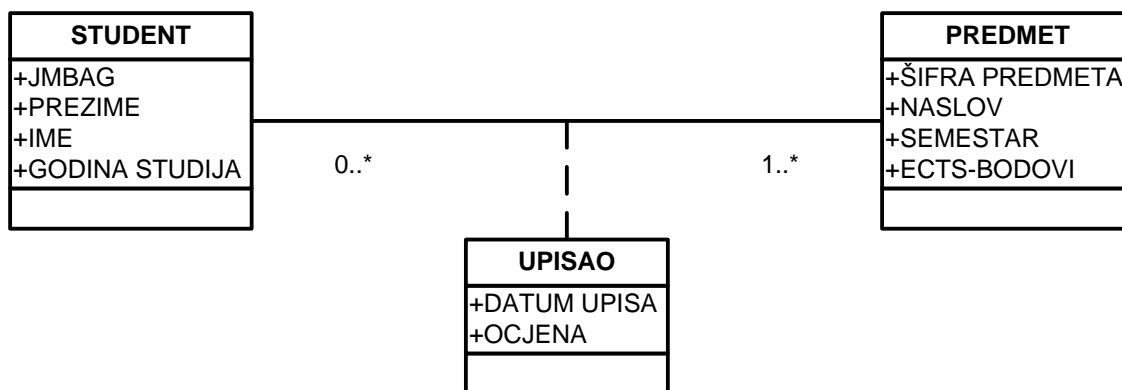 STUDENT
+JMBAG
+PREZIME
+IME
+GODINA STUDIJA
0..*
1..*
PREDMET
+ŠIFRA PREDMETA
+NASLOV
+SEMESTAR
+ECTS-BODOVI
UPISAO
+DATUM UPISA
+OCJENA